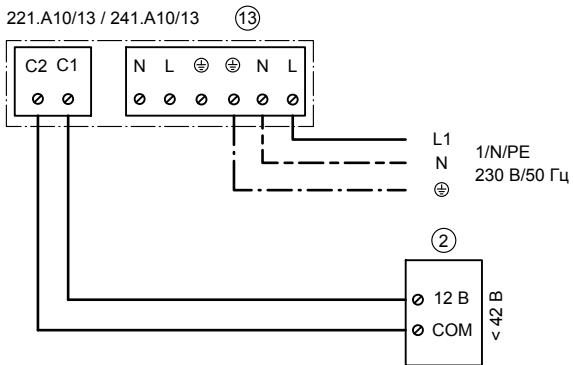 221.A10/13 / 241.A10/13
13
C2 C1
N L N L
L1
N
1/N/PE
230 В/50 Гц
2
12 В
COM
< 42 В